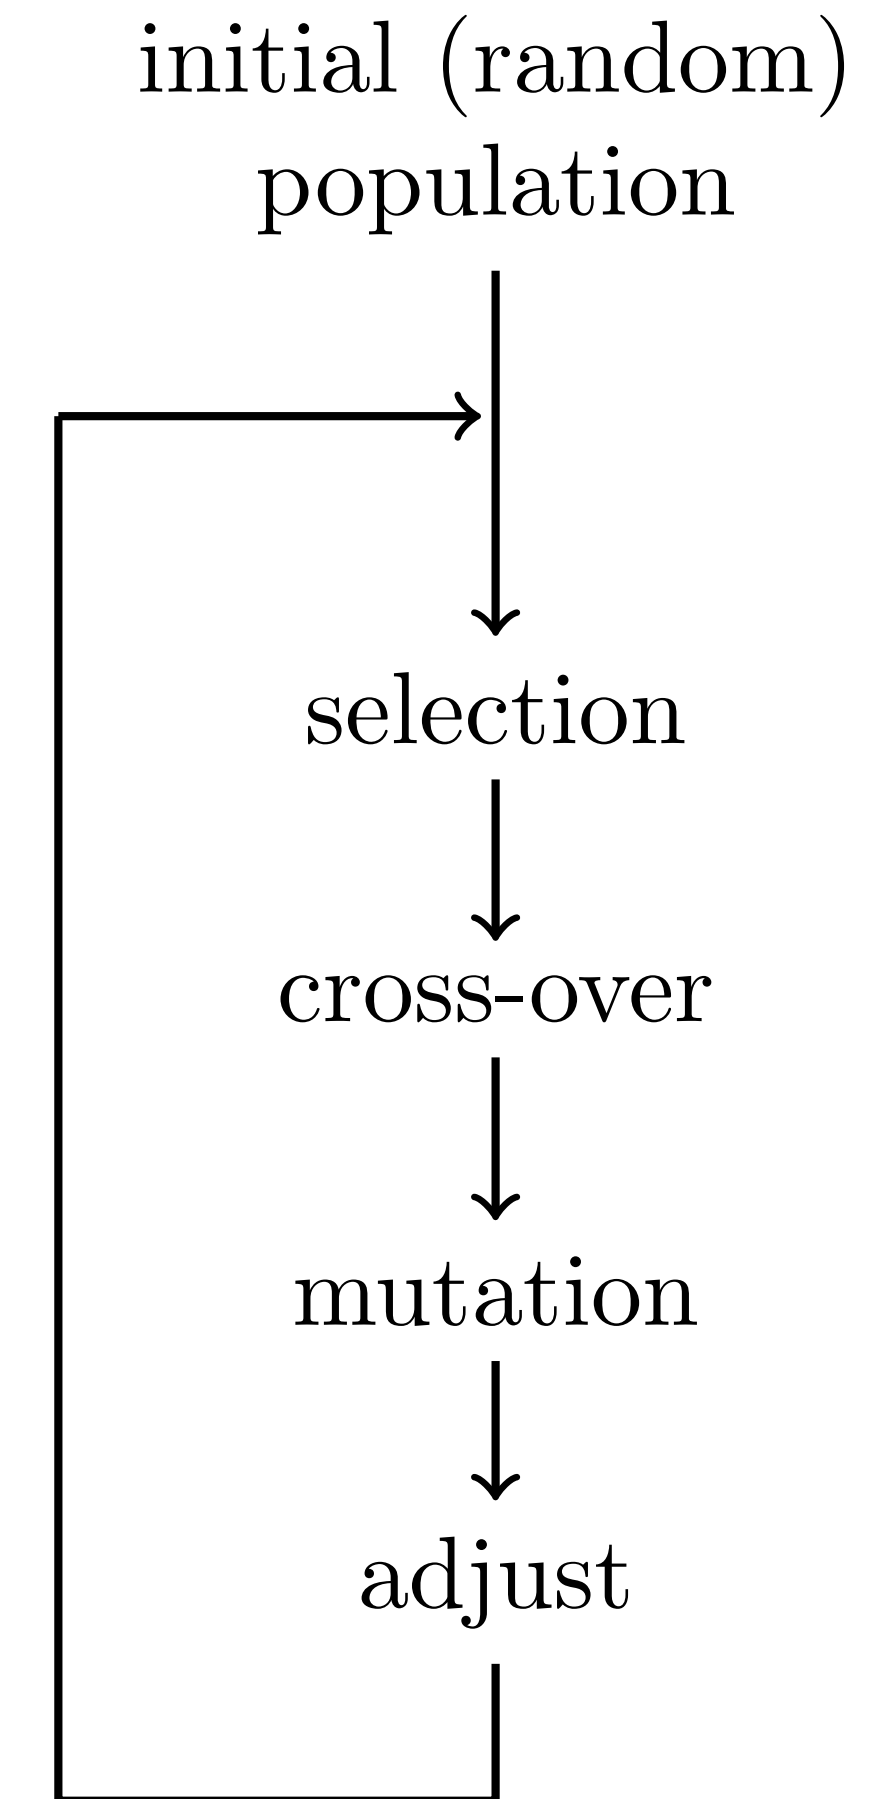 initial (random)
population
selection
cross-over
mutation
adjust